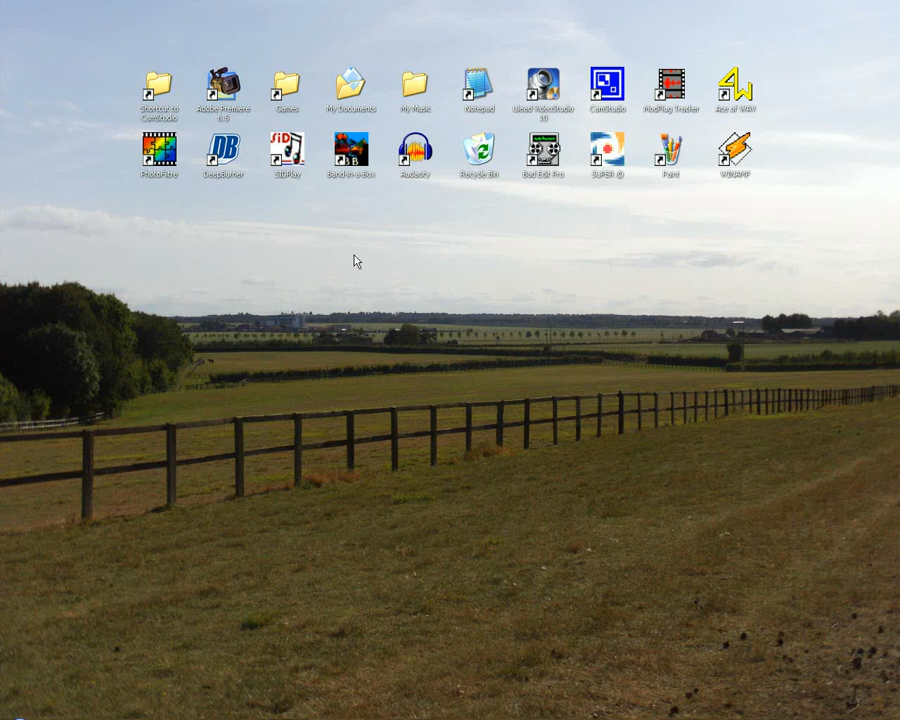 Shortcut to CamStudio
Adobe Premiere 6.5
Games
My Documents
My Music
Notepad
Ulead VideoStudio 10
CamStudio
ModPlug Tracker
Ace of WAV
PhotoFiltre
DeepBurner
SIDPlay
Band-in-a-Box
Audacity
Recycle Bin
Bad Edit Pro
SUPER ©
Paint
WINAMP